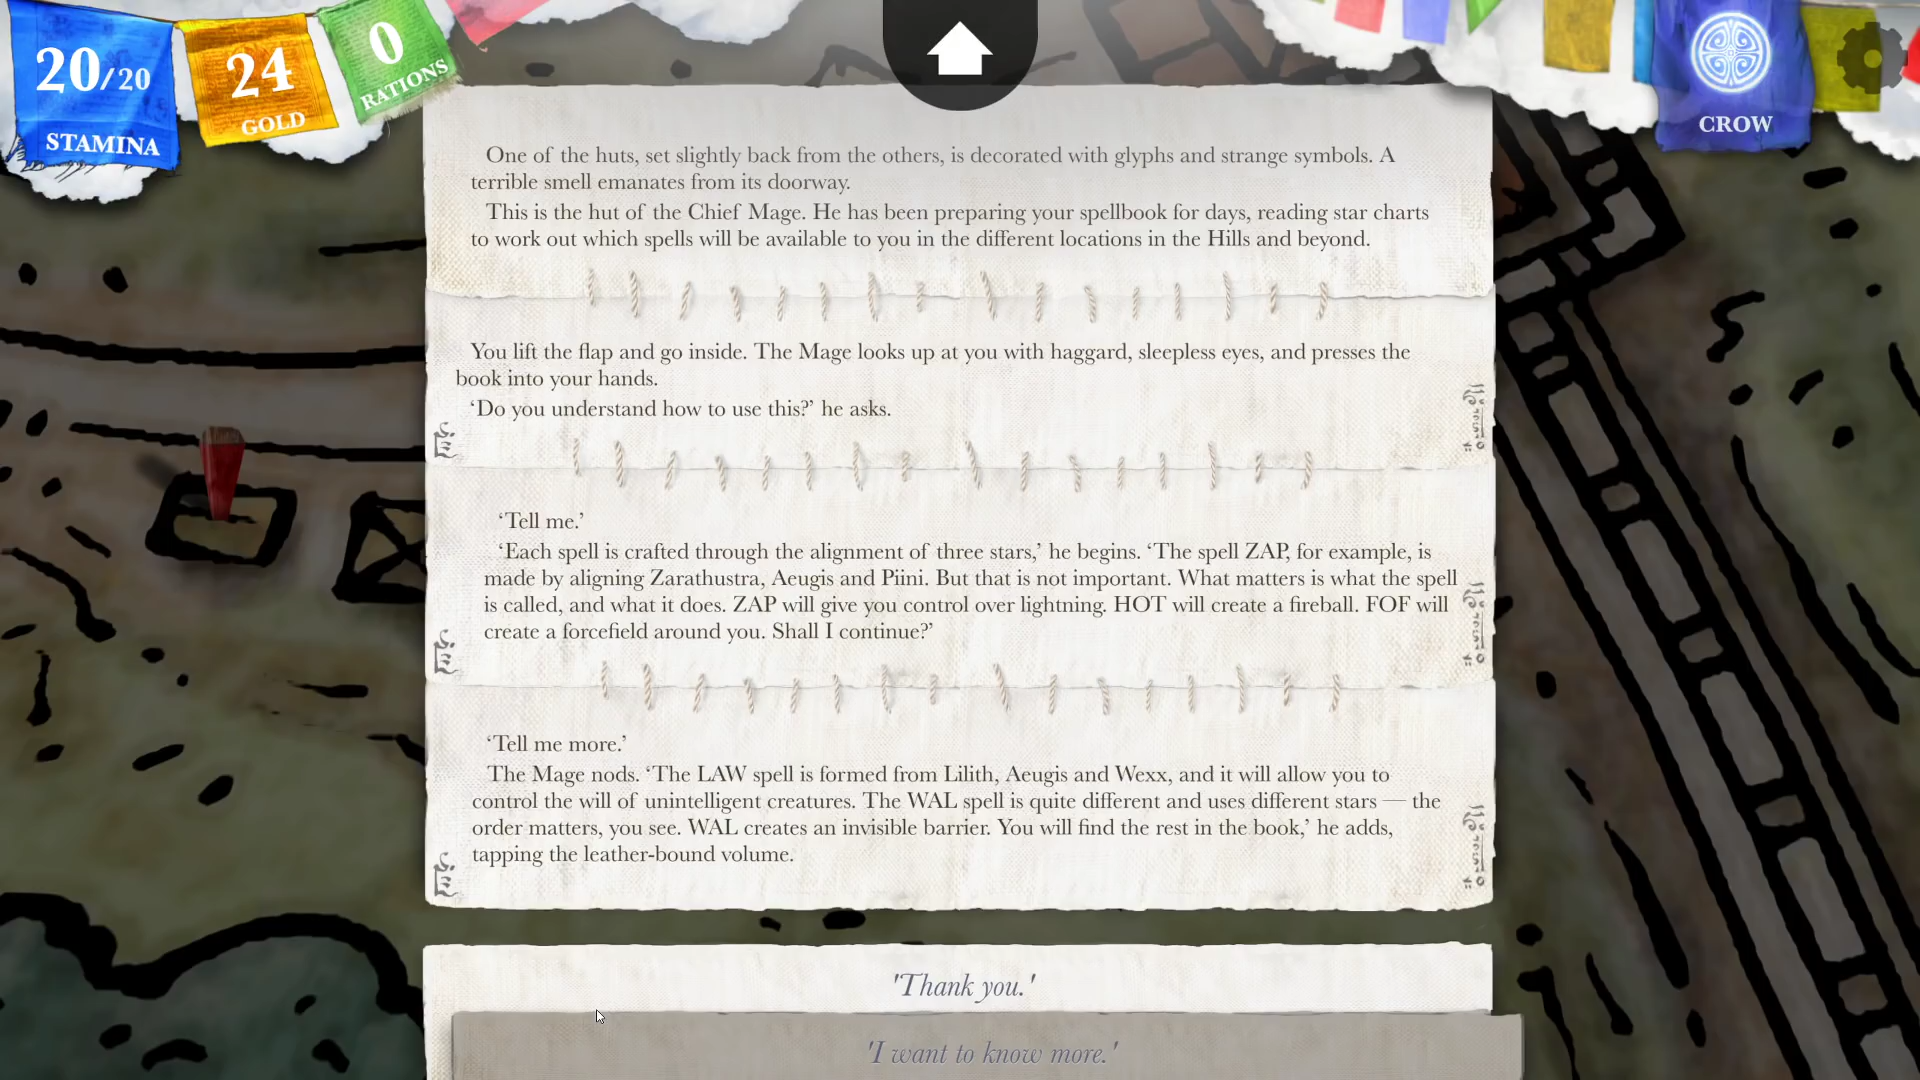 20/20
STAMINA
24
GOLD
0
RATIONS
CROW
One of the huts, set slightly back from the others, is decorated with glyphs and strange symbols. A
terrible smell emanates from its doorway.
This is the hut of the Chief Mage. He has been preparing your spellbook for days, reading star charts
to work out which spells will be available to you in the different locations in the Hills and beyond.
You lift the flap and go inside. The Mage looks up at you with haggard, sleepless eyes, and presses the
book into your hands.
‘Do you understand how to use this?’ he asks.
‘Tell me.’
‘Each spell is crafted through the alignment of three stars,’ he begins. ‘The spell ZAP, for example, is
made by aligning Zarathustra, Aeugis and Piini. But that is not important. What matters is what the spell
is called, and what it does. ZAP will give you control over lightning. HOT will create a fireball. FOF will
create a forcefield around you. Shall I continue?’
‘Tell me more.’
The Mage nods. ‘The LAW spell is formed from Lilith, Aeugis and Wexx, and it will allow you to
control the will of unintelligent creatures. The WAL spell is quite different and uses different stars — the
order matters, you see. WAL creates an invisible barrier. You will find the rest in the book,’ he adds,
tapping the leather-bound volume.
'Thank you.'
'I want to know more.'